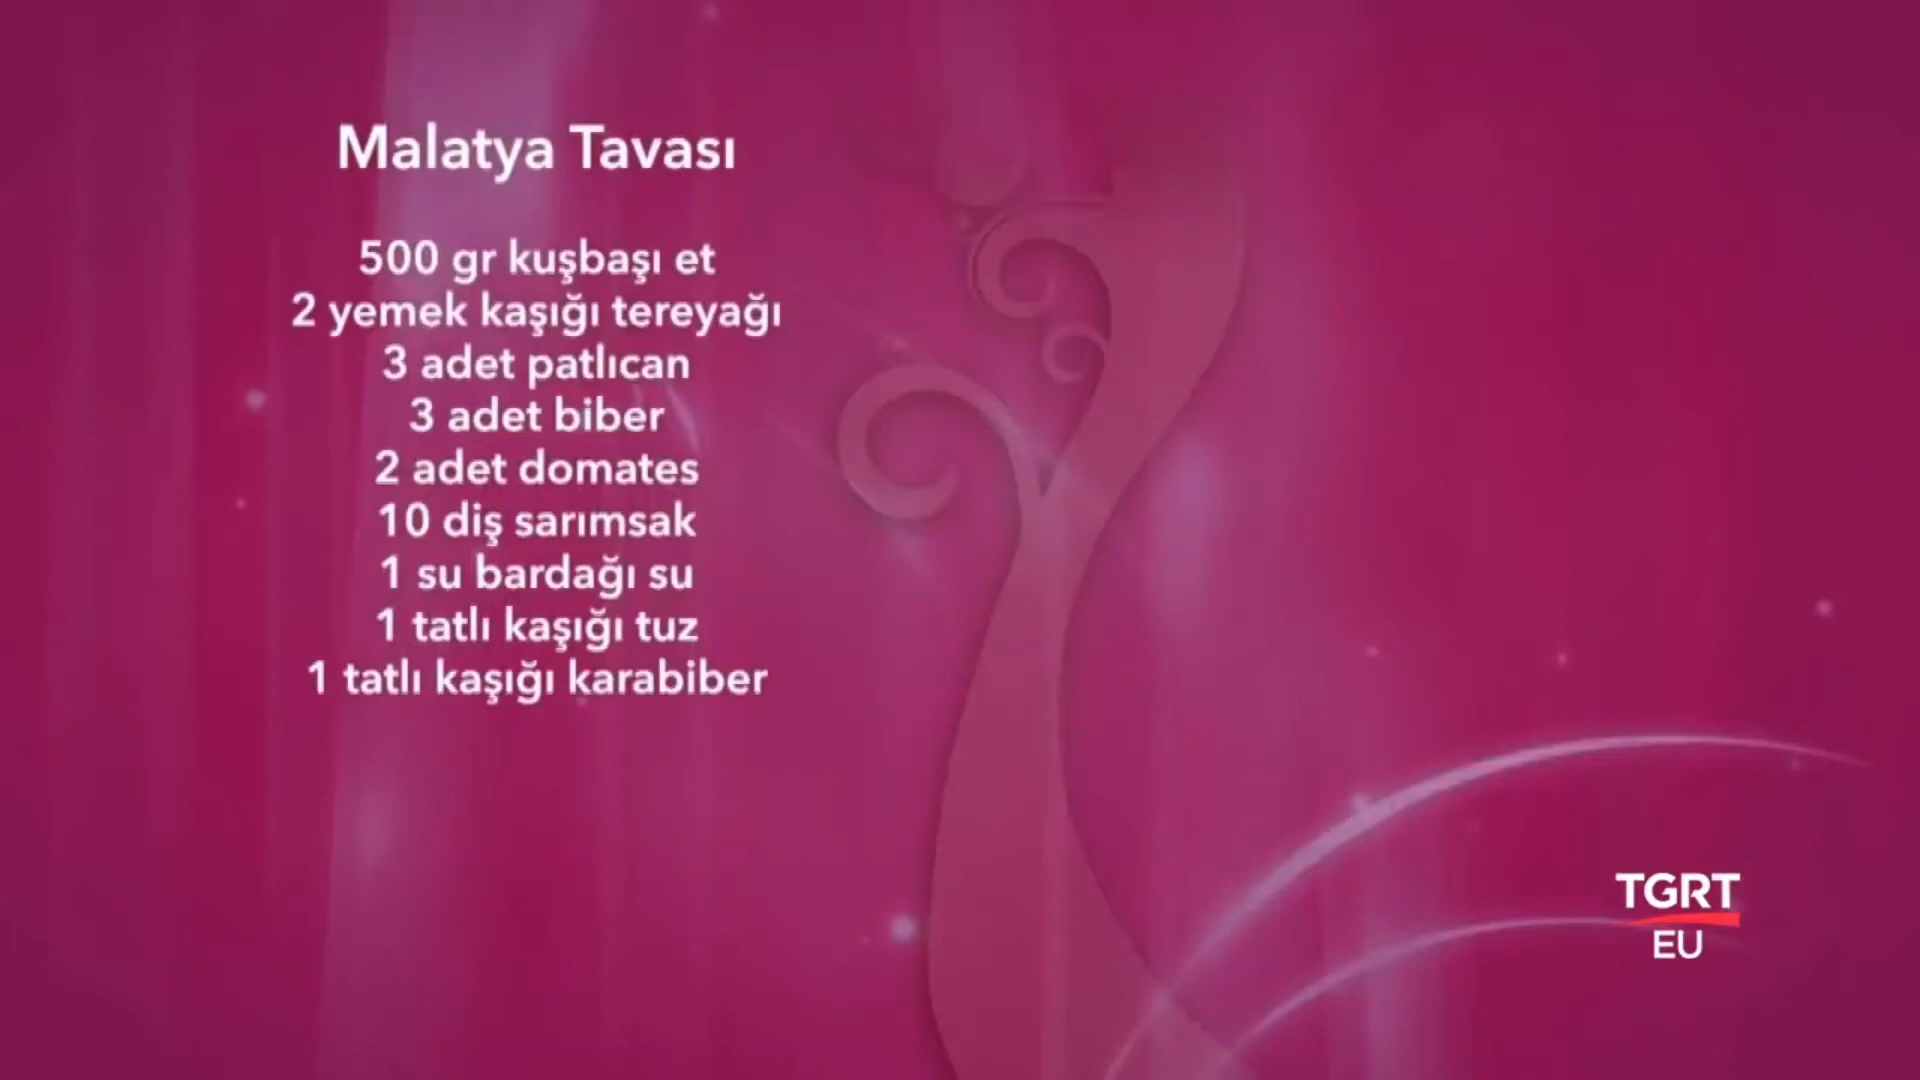 Malatya Tavası
500 gr kuşbaşı et
2 yemek kaşığı tereyağı
3 adet patlıcan
3 adet biber
2 adet domates
10 diş sarımsak
1 su bardağı su
1 tatlı kaşığı tuz
1 tatlı kaşığı karabiber
TGRT
EU